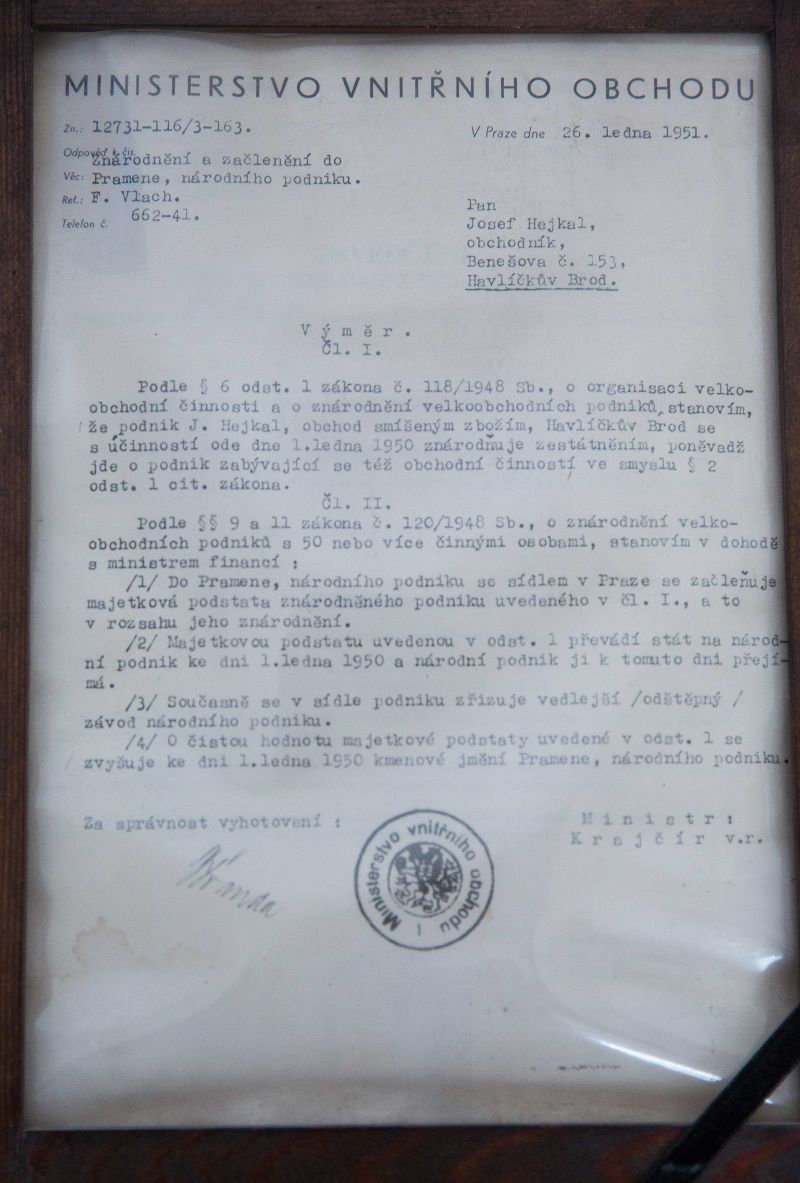 MINISTERSTVO VNITŘNÍHO OBCHODU
Zn.: 12731-116/3-163.
V Praze dne 26. ledna 1951.
Odpověď k čís.
Znárodnění a začlenění do
Věc: Pramene, národního podniku.
Ref.: F. Vlach.
Telefon č. 662-41.
Pan
Josef Hejkal,
obchodník,
Benešova č. 153,
Havlíčkův Brod.
Výměr.
Čl. I.
Podle § 6 odst. 1 zákona č. 118/1948 Sb., o organisaci velko-
obchodní činnosti a o znárodnění velkoobchodních podniků, stanovím,
že podnik J. Hejkal, obchod smíšeným zbožím, Havlíčkův Brod se
s účinností ode dne 1.ledna 1950 znárodňuje zestátněním, poněvadž
jde o podnik zabývající se též obchodní činností ve smyslu § 2
odst. 1 cit. zákona.
Čl. II.
Podle §§ 9 a 11 zákona č. 120/1948 Sb., o znárodnění velko-
obchodních podniků s 50 nebo více činnými osobami, stanovím v dohodě
s ministrem financí :
/1/ Do Pramene, národního podniku se sídlem v Praze se začleňuje
majetková podstata znárodněného podniku uvedeného v čl. I., a to
v rozsahu jeho znárodnění.
/2/ Majetkovou podstatu uvedenou v odst. 1 převádí stát na národ-
ní podnik ke dni 1.ledna 1950 a národní podnik ji k tomuto dni přejí-
má.
/3/ Současně se v sídle podniku zřizuje vedlejší /odštěpný /
závod národního podniku.
/4/ O čistou hodnotu majetkové podstaty uvedené v odst. 1 se
zvyšuje ke dni 1.ledna 1950 kmenové jmění Pramene, národního podniku.
Za správnost vyhotovení :
Ministr:
Krajčír v.r.
Ministerstvo vnitřního obchodu
1